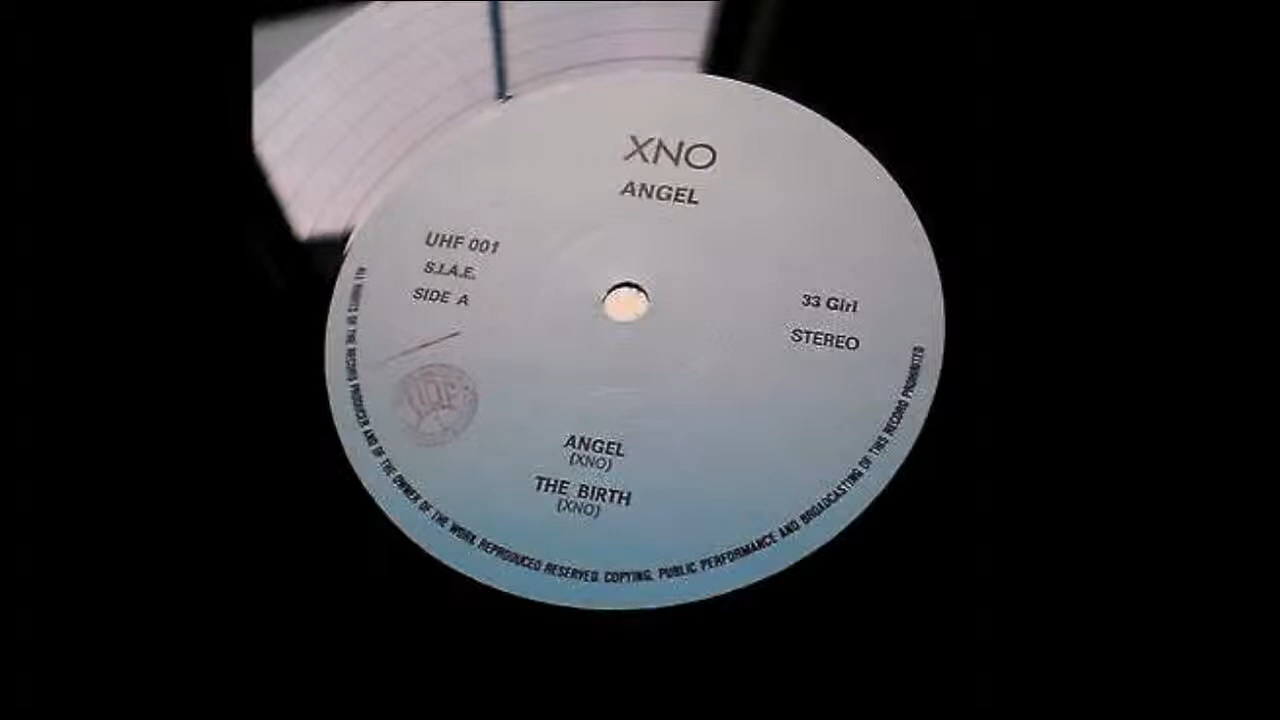 XNO
ANGEL
UHF 001
S.I.A.E.
SIDE A
33 Giri
STEREO
ANGEL
(XNO)
THE BIRTH
(XNO)
ALL RIGHTS OF THE RECORD PRODUCER AND OF THE OWNER OF THE WORK REPRODUCED RESERVED. COPYING, PUBLIC PERFORMANCE AND BROADCASTING OF THIS RECORD PROHIBITED